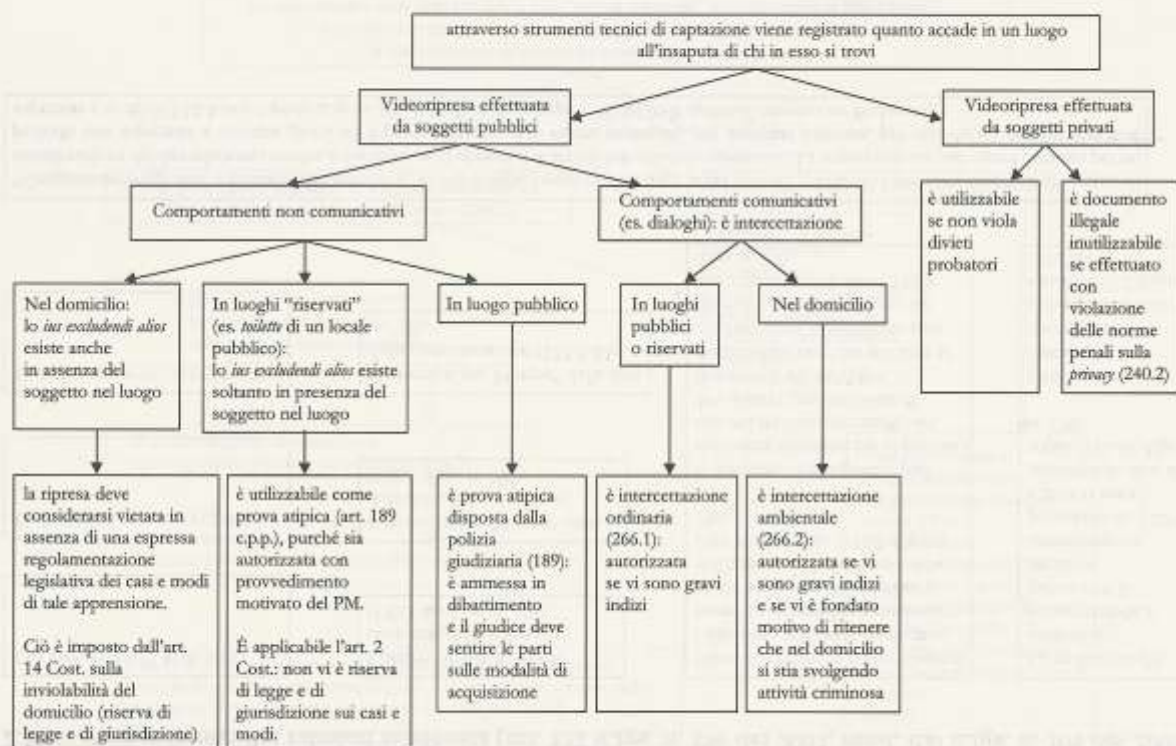 attraverso strumenti tecnici di captazione viene registrato quanto accade in un luogo
all'insaputa di chi in esso si trovi
Videoripresa effettuata
da soggetti pubblici
Videoripresa effettuata
da soggetti privati
Comportamenti non comunicativi
Comportamenti comunicativi
(es. dialoghi): è intercettazione
è utilizzabile
se non viola
divieti
probatori
è documento
illegale
inutilizzabile
se effettuato
con
violazione
delle norme
penali sulla
privacy (240.2)
Nel domicilio:
lo ius excludendi alios
esiste anche
in assenza del
soggetto nel luogo
In luoghi "riservati"
(es. toilette di un locale
pubblico):
lo ius excludendi alios esiste
soltanto in presenza del
soggetto nel luogo
In luogo pubblico
In luoghi
pubblici
o riservati
Nel domicilio
la ripresa deve
considerarsi vietata in
assenza di una espressa
regolamentazione
legislativa dei casi e modi
di tale apprensione.
Ciò è imposto dall'art.
14 Cost. sulla
inviolabilità del
domicilio (riserva di
legge e di giurisdizione)
è utilizzabile come
prova atipica (art. 189
c.p.p.), purché sia
autorizzata con
provvedimento
motivato del PM.
É applicabile l'art. 2
Cost.: non vi è riserva
di legge e di
giurisdizione sui casi e
modi.
è prova atipica
disposta dalla
polizia
giudiziaria (189):
è ammessa in
dibattimento
e il giudice deve
sentire le parti
sulle modalità di
acquisizione
è intercettazione
ordinaria
(266.1):
autorizzata
se vi sono gravi
indizi
è intercettazione
ambientale
(266.2):
autorizzata se vi
sono gravi indizi
e se vi è fondato
motivo di ritenere
che nel domicilio
si stia svolgendo
attività criminosa